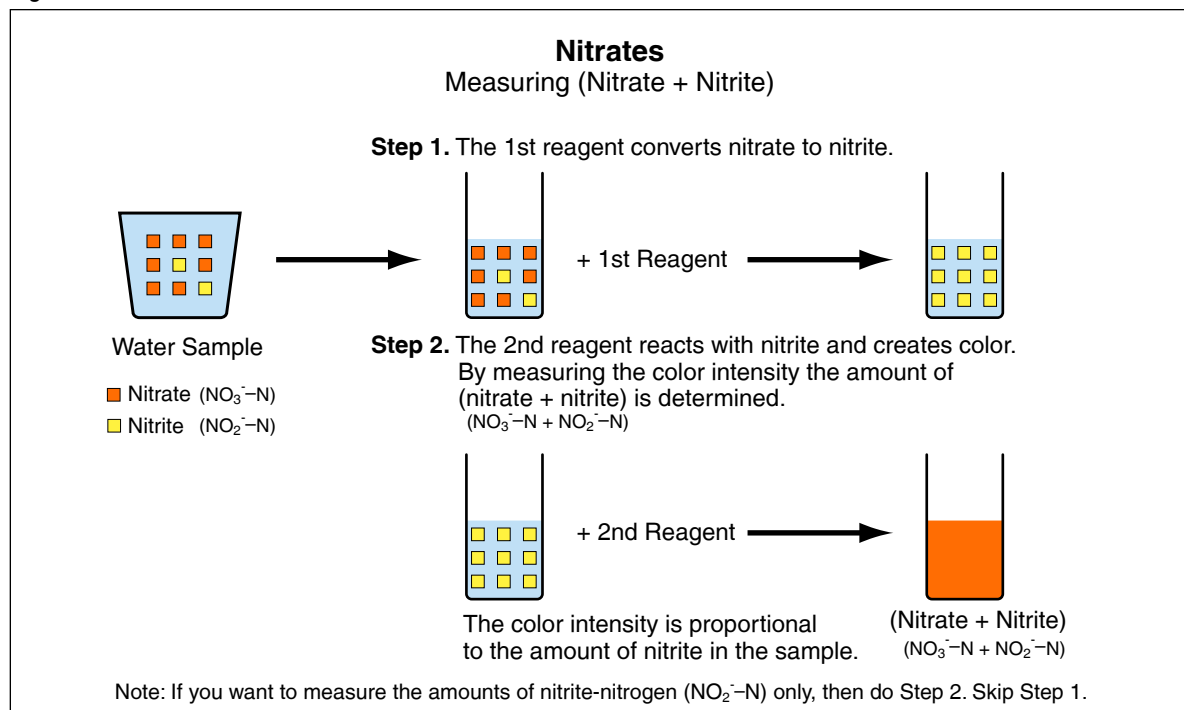 Nitrates
Measuring (Nitrate + Nitrite)
Step 1. The 1st reagent converts nitrate to nitrite.
+ 1st Reagent
Water Sample
Nitrate (NO₃⁻–N)
Nitrite (NO₂⁻–N)
Step 2. The 2nd reagent reacts with nitrite and creates color.
By measuring the color intensity the amount of
(nitrate + nitrite) is determined.
(NO₃⁻–N + NO₂⁻–N)
+ 2nd Reagent
The color intensity is proportional
to the amount of nitrite in the sample.
(Nitrate + Nitrite)
(NO₃⁻–N + NO₂⁻–N)
Note: If you want to measure the amounts of nitrite-nitrogen (NO₂⁻–N) only, then do Step 2. Skip Step 1.